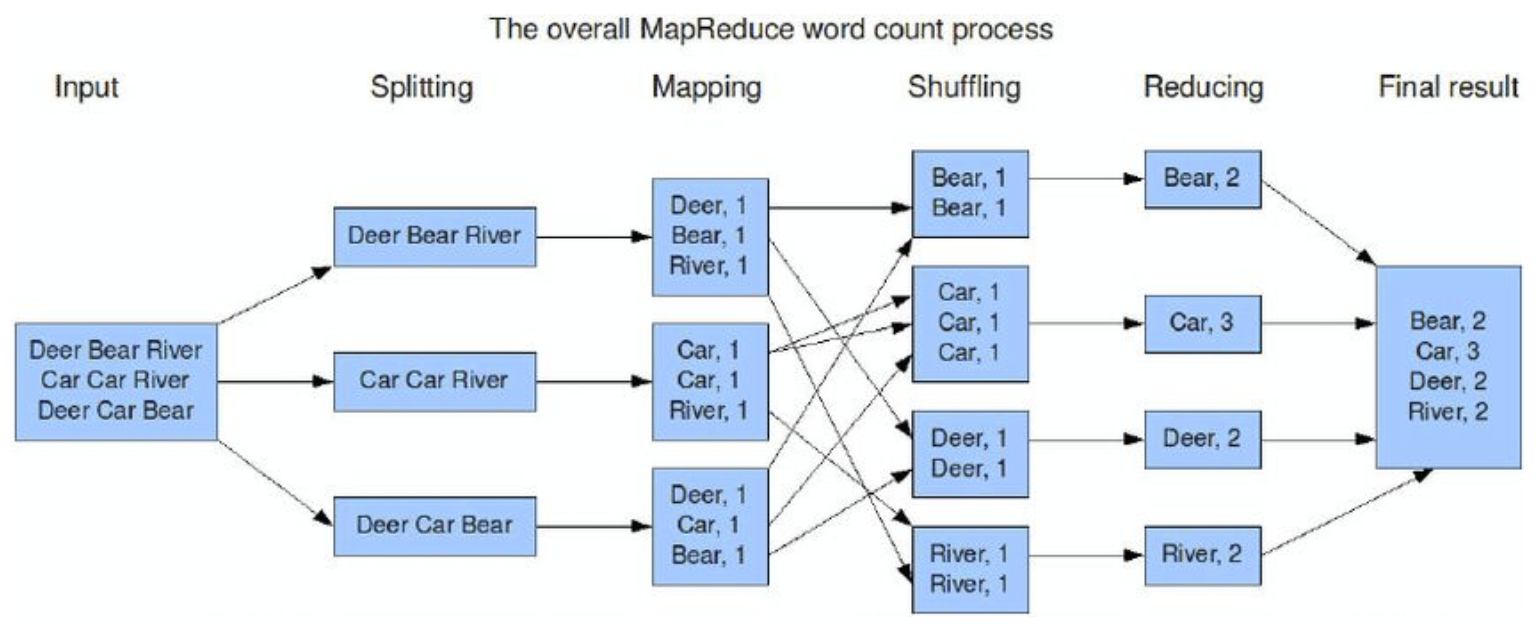 The overall MapReduce word count process
Input
Splitting
Mapping
Shuffling
Reducing
Final result
Deer Bear River
Car Car River
Deer Car Bear
Deer Bear River
Car Car River
Deer Car Bear
Deer, 1
Bear, 1
River, 1
Car, 1
Car, 1
River, 1
Deer, 1
Car, 1
Bear, 1
Bear, 1
Bear, 1
Car, 1
Car, 1
Car, 1
Deer, 1
Deer, 1
River, 1
River, 1
Bear, 2
Car, 3
Deer, 2
River, 2
Bear, 2
Car, 3
Deer, 2
River, 2